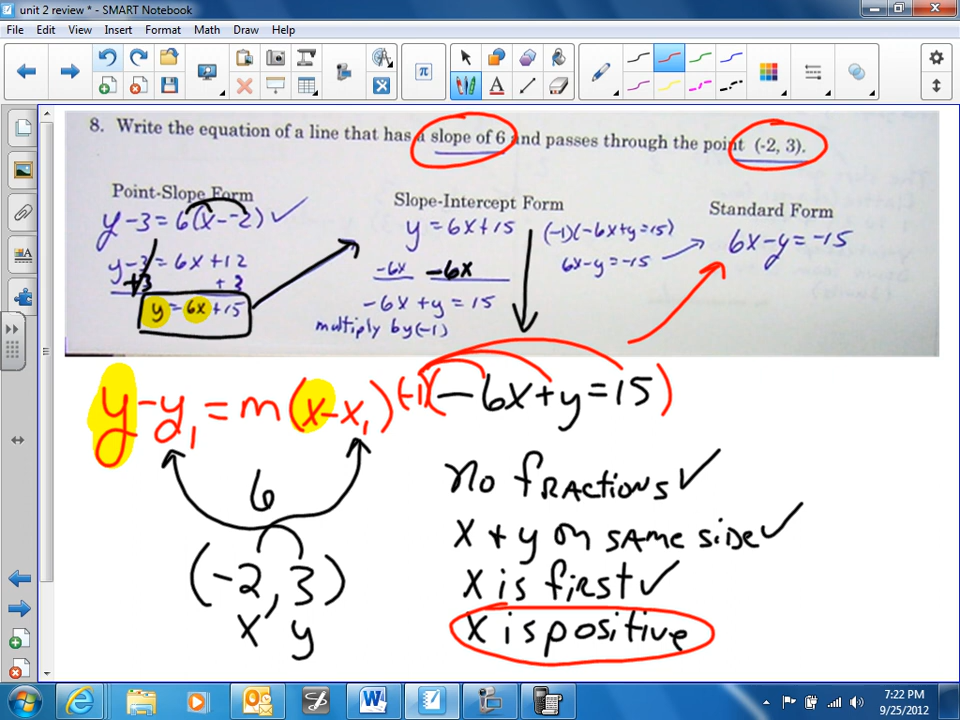 unit 2 review * - SMART Notebook
File Edit View Insert Format Math Draw Help
8. Write the equation of a line that has a slope of 6 and passes through the point (-2, 3).
Point-Slope Form
y - 3 = 6(x - -2) ✓
y - 3 = 6x + 12
+3 +3
y = 6x + 15
Slope-Intercept Form
y = 6x + 15
-6x -6x
-6x + y = 15
multiply by (-1)
(-1)(-6x + y = 15)
6x - y = -15
Standard Form
6x - y = -15
y - y₁ = m(x - x₁)
(-1)(-6x + y = 15)
6
(-2, 3)
x y
no fRActionS ✓
x + y on SAme SiDE ✓
x is first ✓
x is positive
7:22 PM
9/25/2012